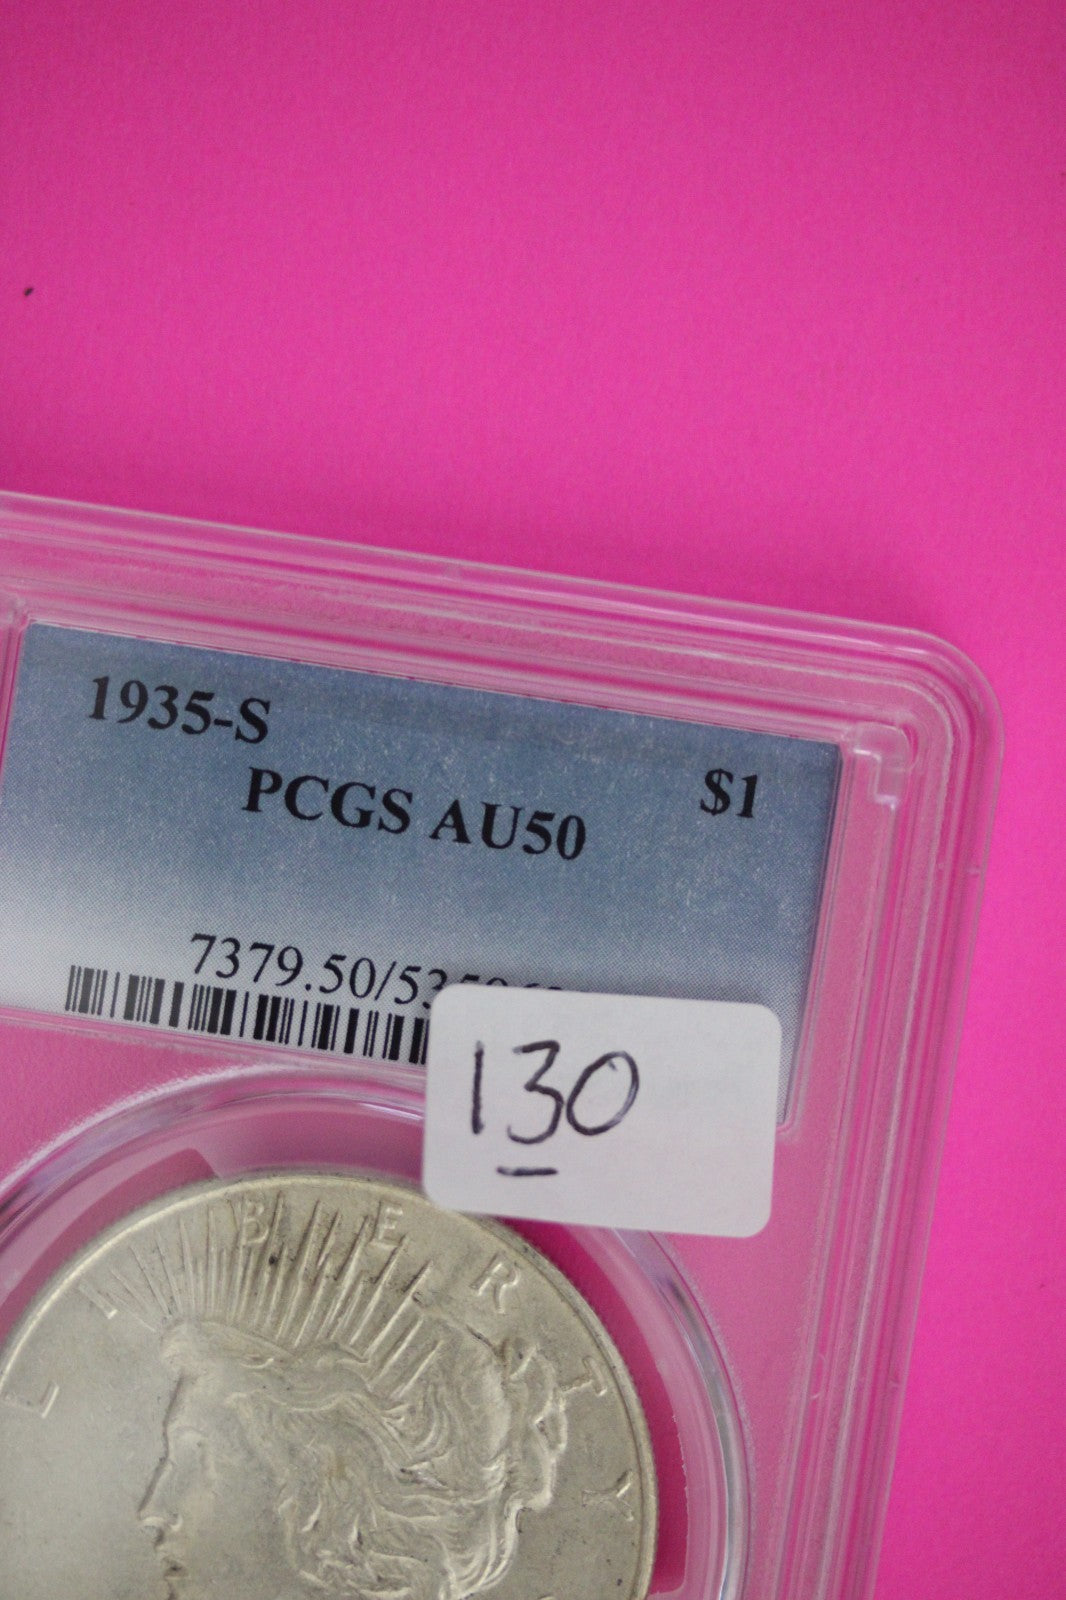 1935-S
$1
PCGS AU50
7379.50/53
130
LIBERTY